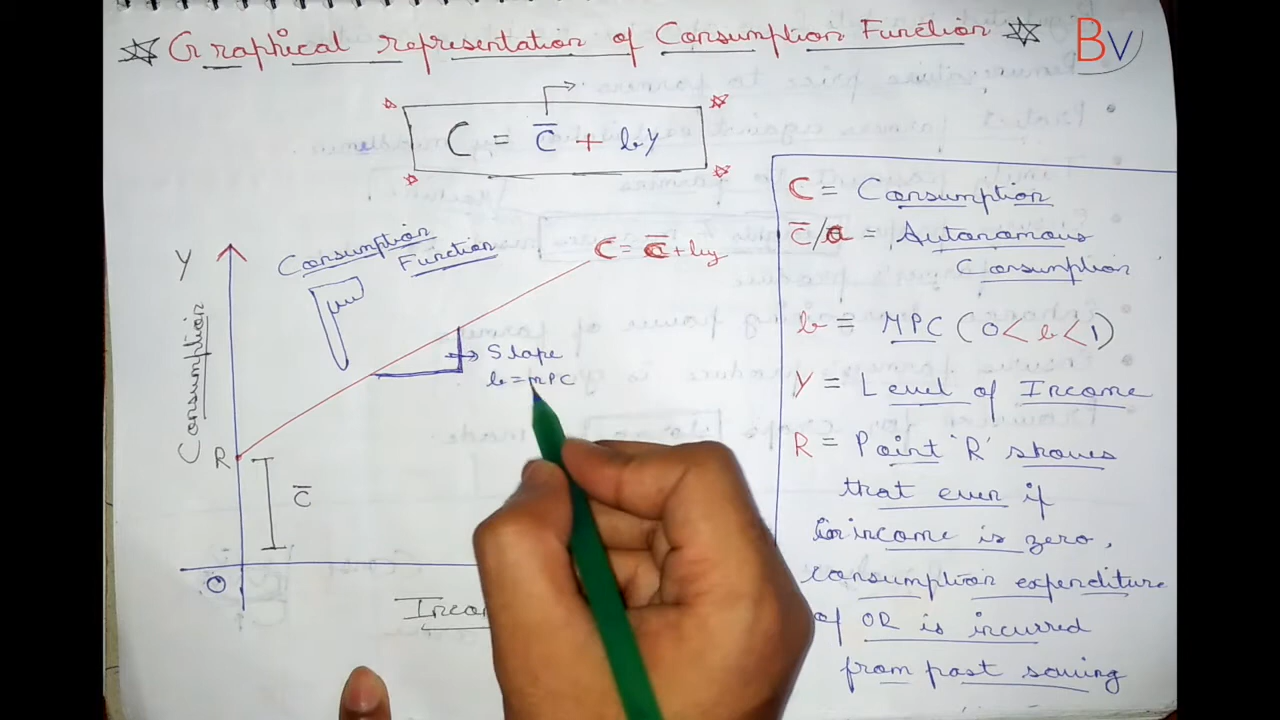 Graphical representation of Consumption Function
BV
C = C̅ + by
C = Consumption
C̅/a = Autonomous
Consumption
b = MPC (0 < b < 1)
Y = Level of Income
R = Point 'R' shows
that even if
income is zero,
consumption expenditure
of OR is incurred
from past saving
Y
Consumption
Consumption
Function
C = C̅ + by
Slope
b = MPC
R
C̅
O